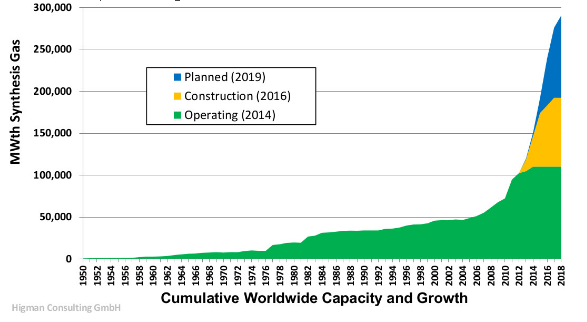 300,000
250,000
200,000
150,000
100,000
50,000
0
MWth Synthesis Gas
Planned (2019)
Construction (2016)
Operating (2014)
1950 1952 1954 1956 1958 1960 1962 1964 1966 1968 1970 1972 1974 1976 1978 1980 1982 1984 1986 1988 1990 1992 1994 1996 1998 2000 2002 2004 2006 2008 2010 2012 2014 2016 2018
Cumulative Worldwide Capacity and Growth
Higman Consulting GmbH